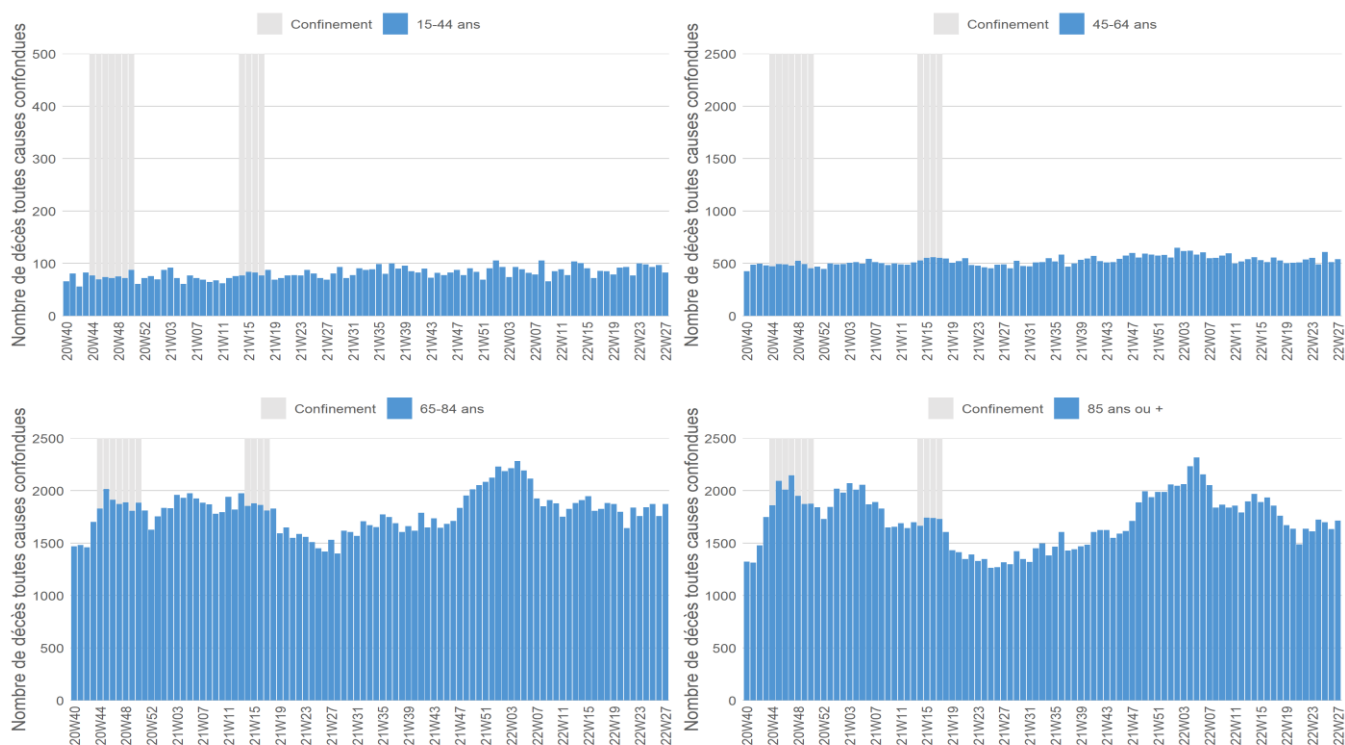 Confinement 15-44 ans
Nombre de décès toutes causes confondues
500
400
300
200
100
0
20W40 20W44 20W48 20W52 21W03 21W07 21W11 21W15 21W19 21W23 21W27 21W31 21W35 21W39 21W43 21W47 21W51 22W03 22W07 22W11 22W15 22W19 22W23 22W27
Confinement 45-64 ans
Nombre de décès toutes causes confondues
2500
2000
1500
1000
500
0
20W40 20W44 20W48 20W52 21W03 21W07 21W11 21W15 21W19 21W23 21W27 21W31 21W35 21W39 21W43 21W47 21W51 22W03 22W07 22W11 22W15 22W19 22W23 22W27
Confinement 65-84 ans
Nombre de décès toutes causes confondues
2500
2000
1500
1000
500
0
20W40 20W44 20W48 20W52 21W03 21W07 21W11 21W15 21W19 21W23 21W27 21W31 21W35 21W39 21W43 21W47 21W51 22W03 22W07 22W11 22W15 22W19 22W23 22W27
Confinement 85 ans ou +
Nombre de décès toutes causes confondues
2500
2000
1500
1000
500
0
20W40 20W44 20W48 20W52 21W03 21W07 21W11 21W15 21W19 21W23 21W27 21W31 21W35 21W39 21W43 21W47 21W51 22W03 22W07 22W11 22W15 22W19 22W23 22W27